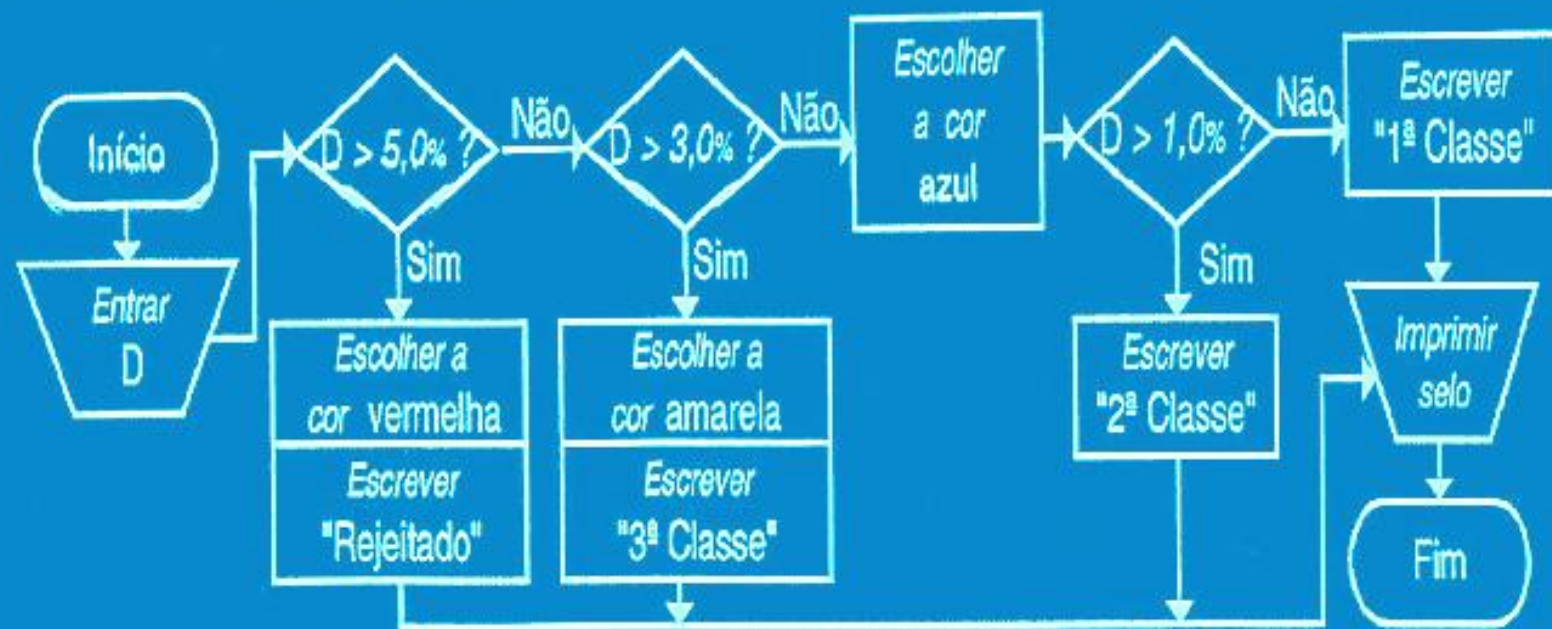 Início
Entrar
D
D > 5,0% ?
Não
Sim
Escolher a
cor vermelha
Escrever
"Rejeitado"
D > 3,0% ?
Não
Sim
Escolher a
cor amarela
Escrever
"3ª Classe"
Escolher
a cor
azul
D > 1,0% ?
Não
Sim
Escrever
"2ª Classe"
Escrever
"1ª Classe"
Imprimir
selo
Fim